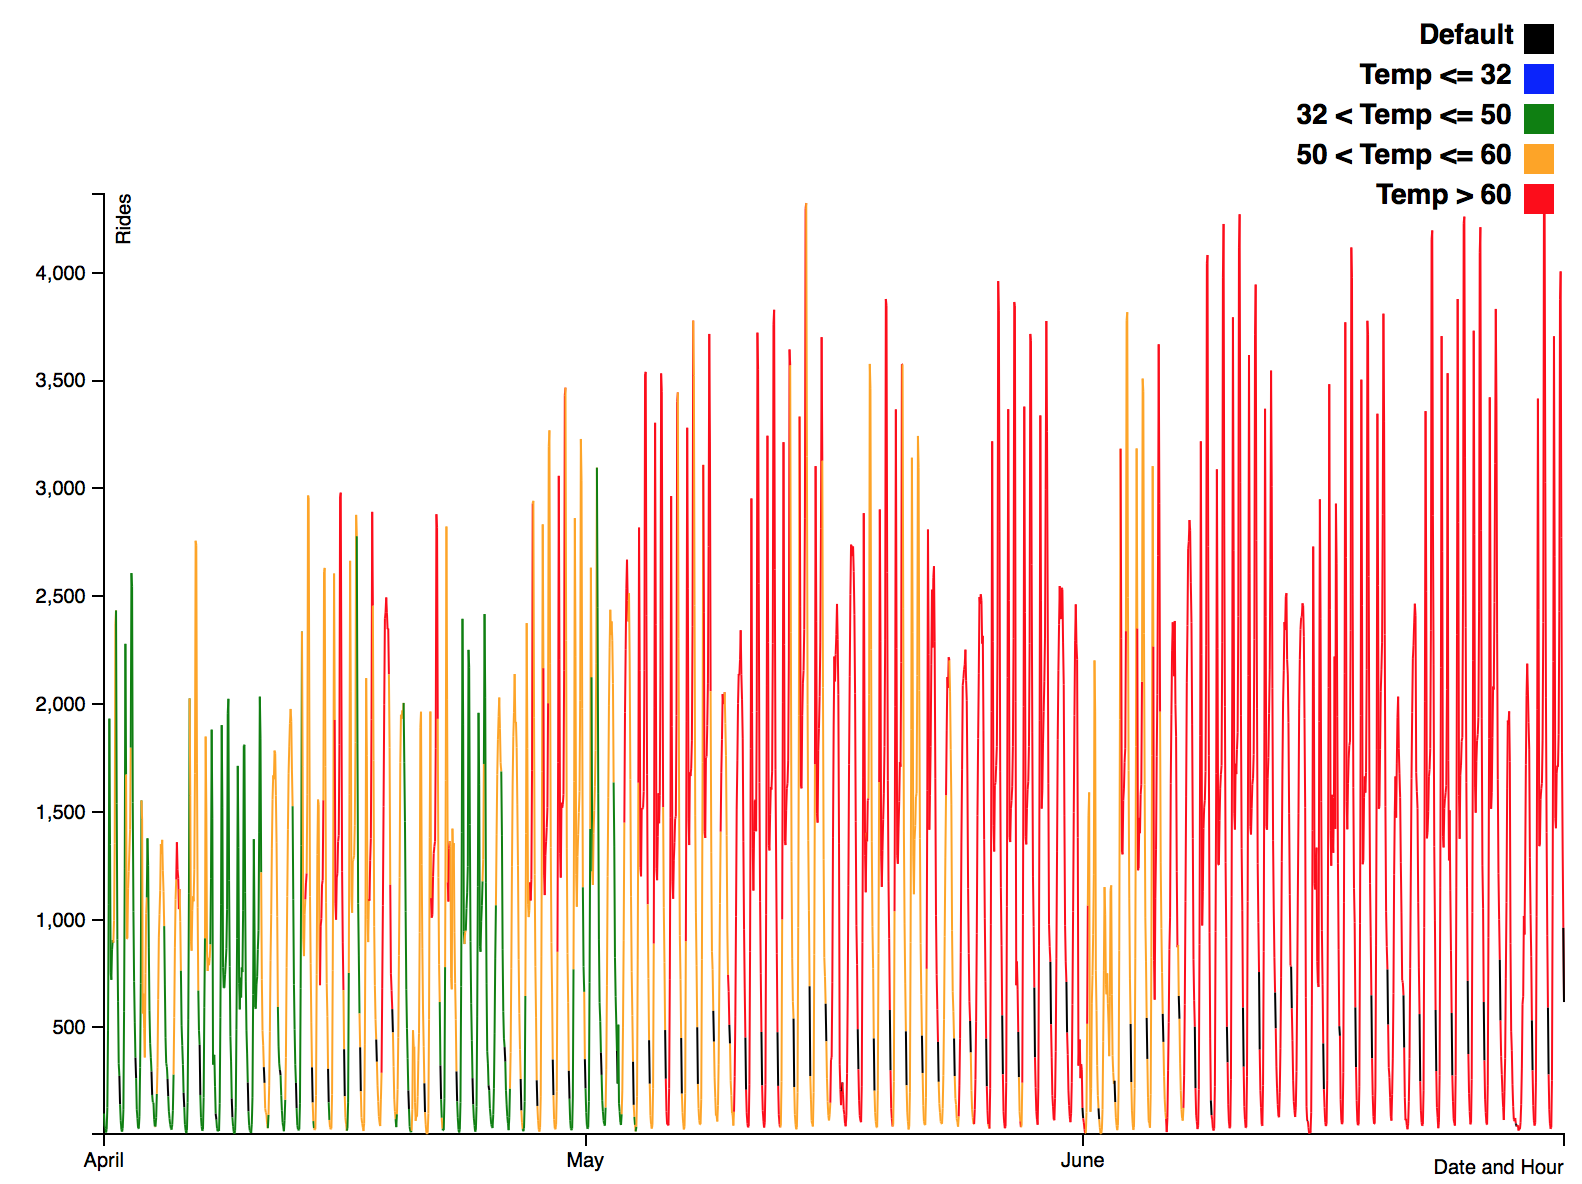 Default
Temp <= 32
32 < Temp <= 50
50 < Temp <= 60
Temp > 60
Rides
4,000
3,500
3,000
2,500
2,000
1,500
1,000
500
April
May
June
Date and Hour